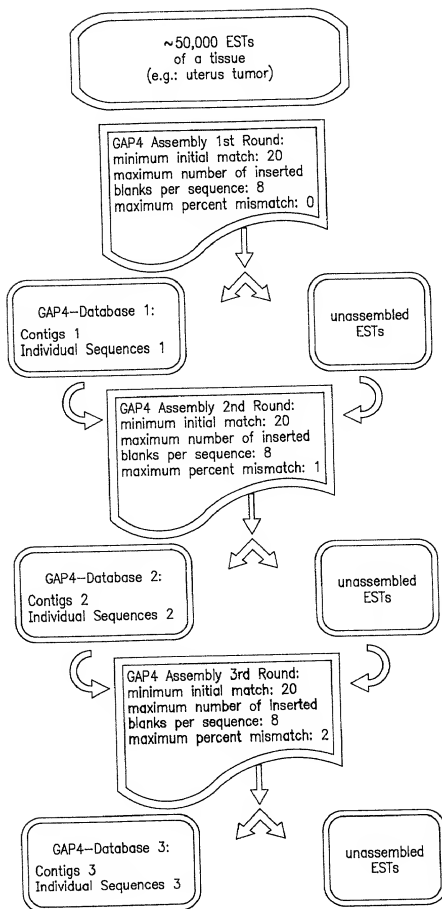 ~50,000 ESTs
of a tissue
(e.g.: uterus tumor)
GAP4 Assembly 1st Round:
minimum initial match: 20
maximum number of inserted
blanks per sequence: 8
maximum percent mismatch: 0
GAP4-Database 1:
Contigs 1
Individual Sequences 1
unassembled
ESTs
GAP4 Assembly 2nd Round:
minimum initial match: 20
maximum number of inserted
blanks per sequence: 8
maximum percent mismatch: 1
GAP4-Database 2:
Contigs 2
Individual Sequences 2
unassembled
ESTs
GAP4 Assembly 3rd Round:
minimum initial match: 20
maximum number of inserted
blanks per sequence: 8
maximum percent mismatch: 2
GAP4-Database 3:
Contigs 3
Individual Sequences 3
unassembled
ESTs